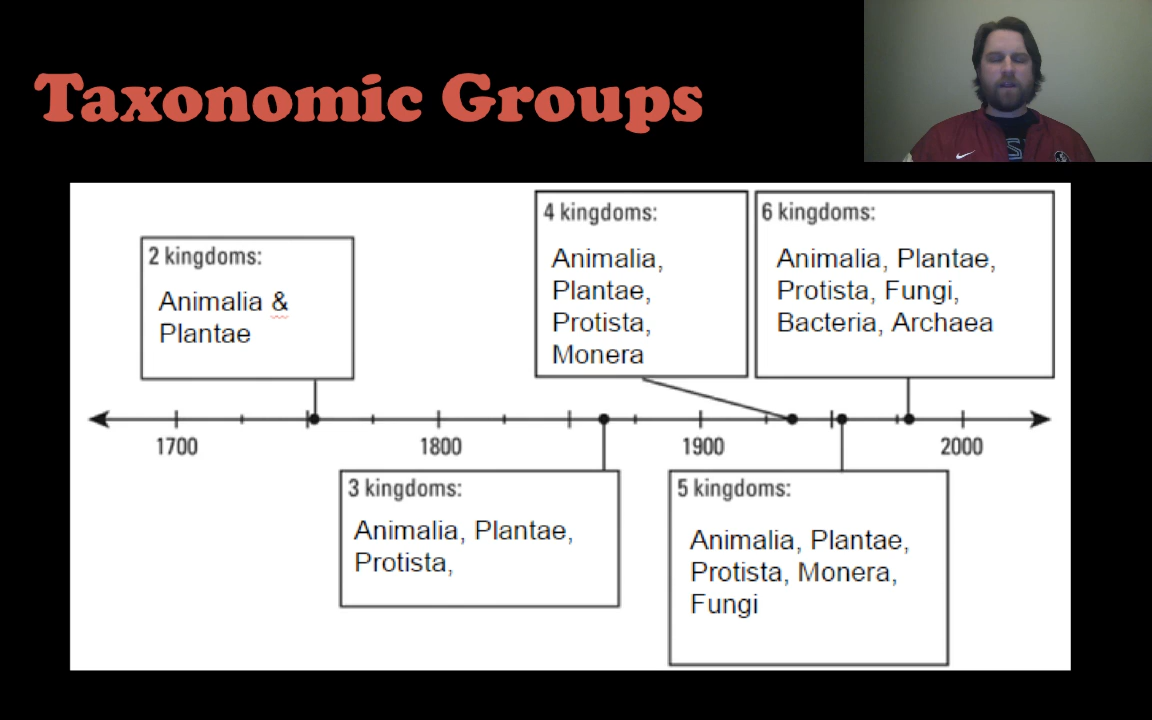 Taxonomic Groups
2 kingdoms:
Animalia &
Plantae
4 kingdoms:
Animalia,
Plantae,
Protista,
Monera
6 kingdoms:
Animalia, Plantae,
Protista, Fungi,
Bacteria, Archaea
1700
1800
1900
2000
3 kingdoms:
Animalia, Plantae,
Protista,
5 kingdoms:
Animalia, Plantae,
Protista, Monera,
Fungi